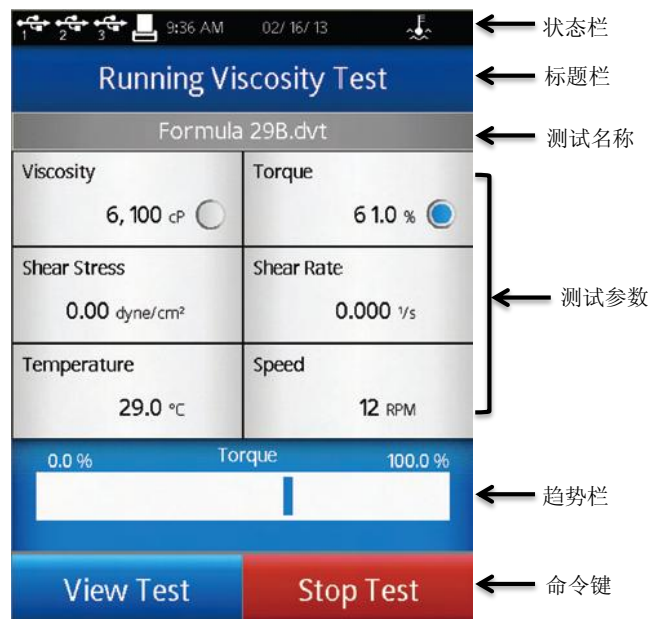 1 2 3 9:36 AM 02/16/13
状态栏
Running Viscosity Test
标题栏
Formula 29B.dvt
测试名称
Viscosity
6,100 cP
Torque
61.0 %
Shear Stress
0.00 dyne/cm²
Shear Rate
0.000 ¹/s
测试参数
Temperature
29.0 °C
Speed
12 RPM
0.0 % Torque 100.0 %
趋势栏
View Test Stop Test
命令键